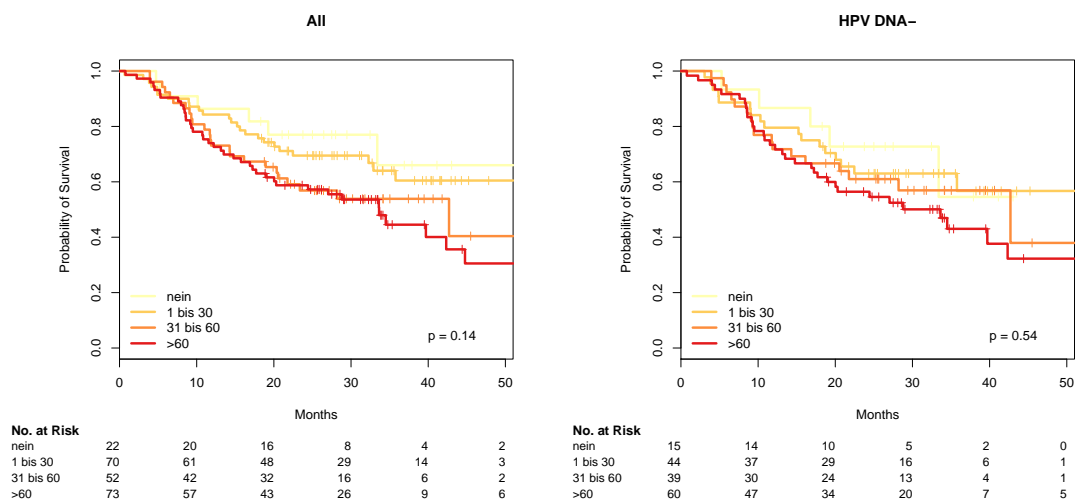 All
Probability of Survival
1.0
0.8
0.6
0.4
0.2
0.0
nein
1 bis 30
31 bis 60
>60
p = 0.14
0 10 20 30 40 50
Months
No. at Risk
nein 22 20 16 8 4 2
1 bis 30 70 61 48 29 14 3
31 bis 60 52 42 32 16 6 2
>60 73 57 43 26 9 6
HPV DNA−
Probability of Survival
1.0
0.8
0.6
0.4
0.2
0.0
nein
1 bis 30
31 bis 60
>60
p = 0.54
0 10 20 30 40 50
Months
No. at Risk
nein 15 14 10 5 2 0
1 bis 30 44 37 29 16 6 1
31 bis 60 39 30 24 13 4 1
>60 60 47 34 20 7 5